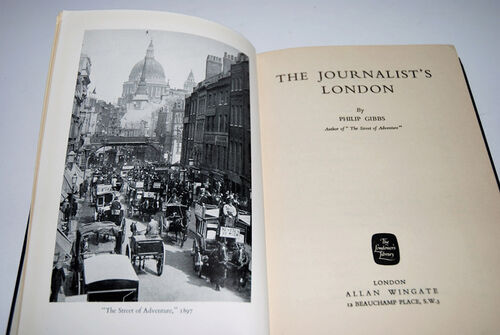 "The Street of Adventure," 1897
THE JOURNALIST'S
LONDON
By
PHILIP GIBBS
Author of "The Street of Adventure"
The
Londoner's
Library
LONDON
ALLAN WINGATE
12 BEAUCHAMP PLACE, S.W.3